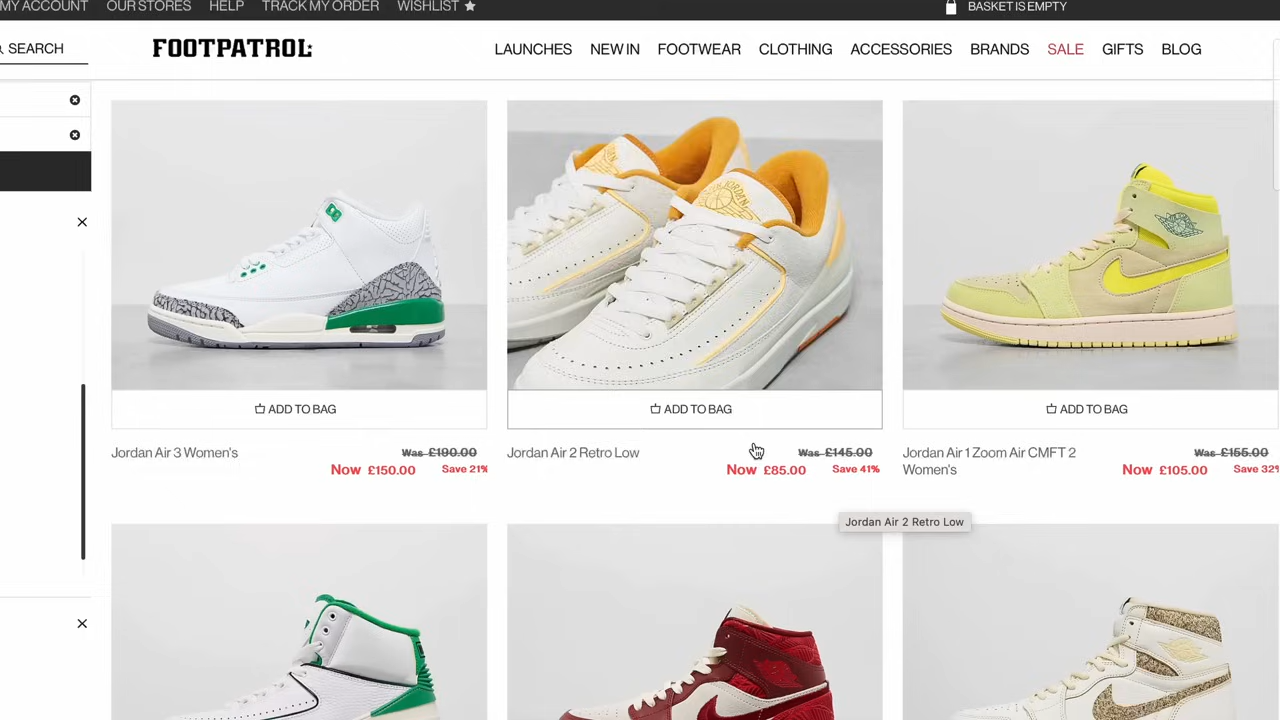 MY ACCOUNT OUR STORES HELP TRACK MY ORDER WISHLIST BASKET IS EMPTY
SEARCH FOOTPATROL LAUNCHES NEW IN FOOTWEAR CLOTHING ACCESSORIES BRANDS SALE GIFTS BLOG
ADD TO BAG ADD TO BAG ADD TO BAG
Jordan Air 3 Women's Was £190.00
Now £150.00 Save 21%
Jordan Air 2 Retro Low Was £145.00
Now £85.00 Save 41%
Jordan Air 1 Zoom Air CMFT 2 Was £155.00
Women's Now £105.00 Save 32%
Jordan Air 2 Retro Low